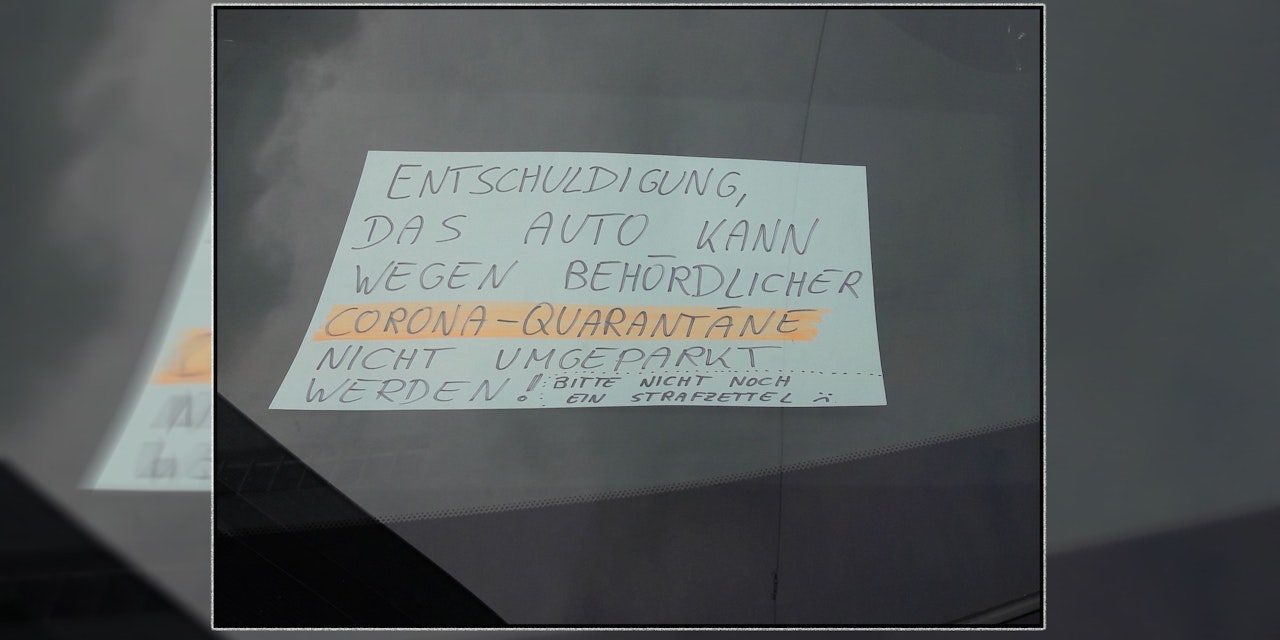 ENTSCHULDIGUNG,
DAS AUTO KANN
WEGEN BEHÖRDLICHER
CORONA-QUARANTÄNE
NICHT UMGEPARKT
WERDEN!
BITTE NICHT NOCH
EIN STRAFZETTEL